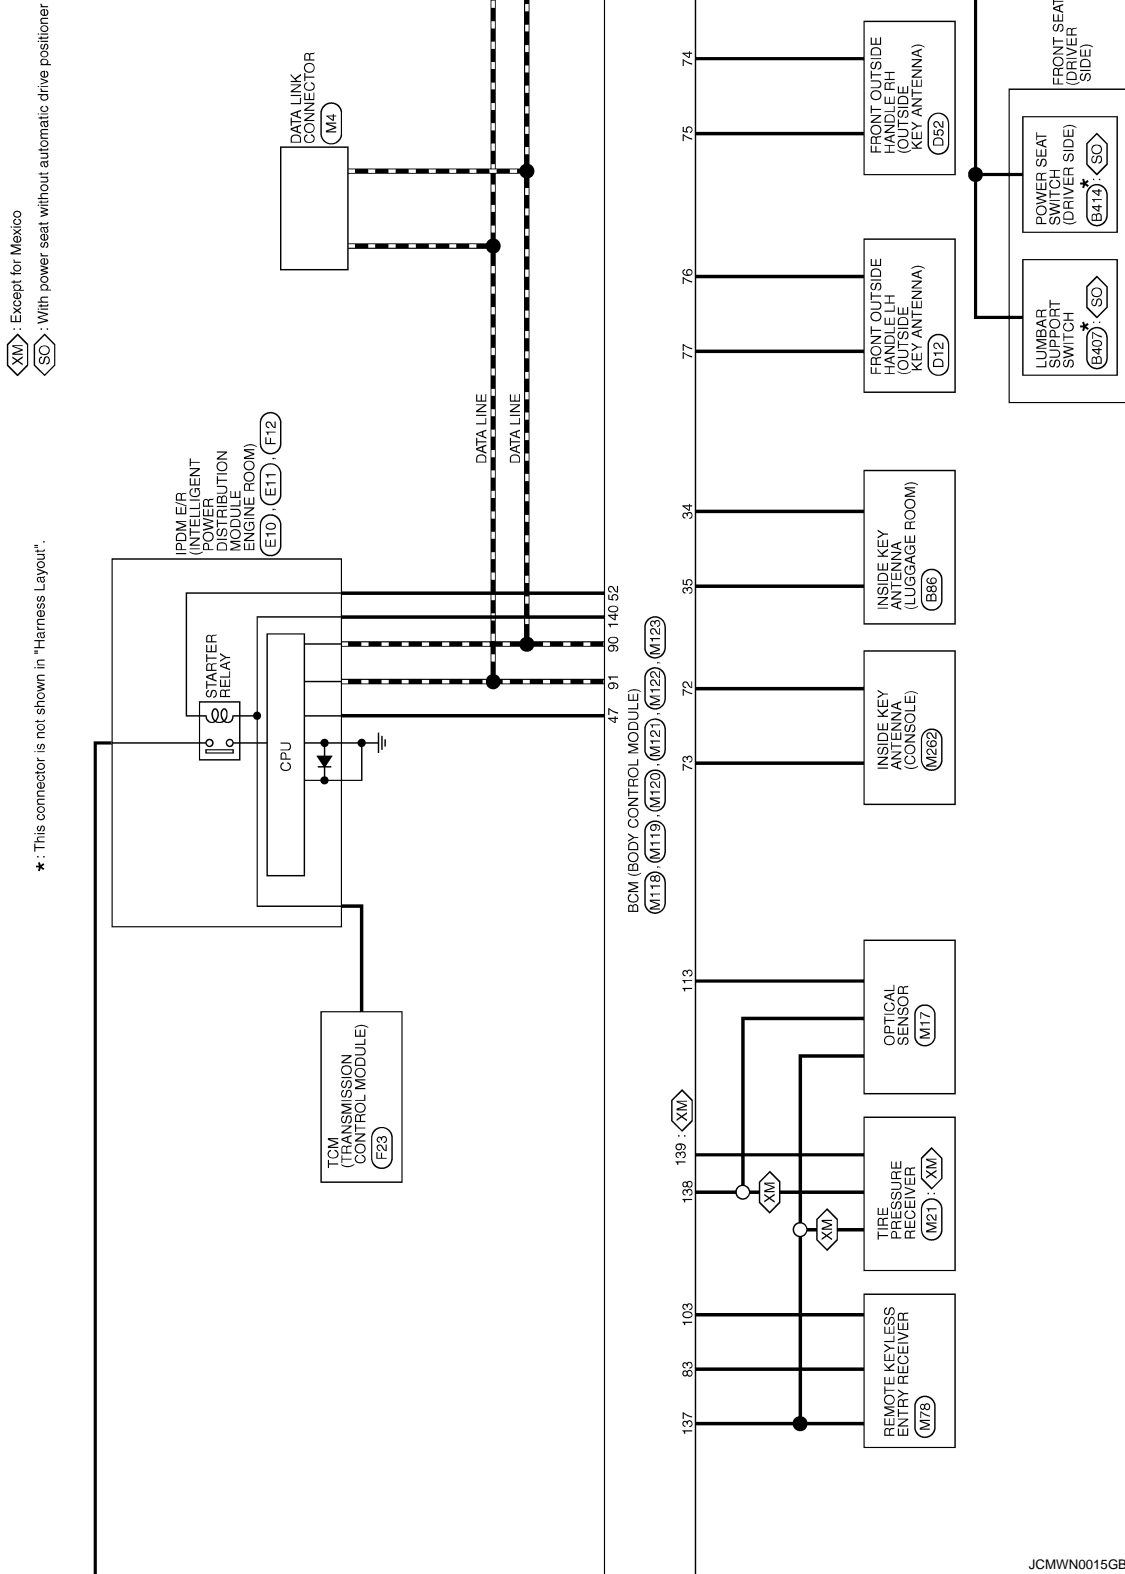 XM : Except for Mexico
SO : With power seat without automatic drive positioner
* : This connector is not shown in "Harness Layout".
DATA LINK
CONNECTOR
M4
IPDM E/R
(INTELLIGENT
POWER
DISTRIBUTION
MODULE
ENGINE ROOM)
E10 , E11 , F12
STARTER
RELAY
CPU
TCM
(TRANSMISSION
CONTROL MODULE)
F23
DATA LINE
DATA LINE
52
140
90
91
47
BCM (BODY CONTROL MODULE)
M118 , M119 , M120 , M121 , M122 , M123
137
83
103
138
139 : XM
113
73
72
35
34
77
76
75
74
XM
XM
REMOTE KEYLESS
ENTRY RECEIVER
M78
TIRE
PRESSURE
RECEIVER
M21 : XM
OPTICAL
SENSOR
M17
INSIDE KEY
ANTENNA
(CONSOLE)
M262
INSIDE KEY
ANTENNA
(LUGGAGE ROOM)
B86
FRONT OUTSIDE
HANDLE LH
(OUTSIDE
KEY ANTENNA)
D12
FRONT OUTSIDE
HANDLE RH
(OUTSIDE
KEY ANTENNA)
D52
LUMBAR
SUPPORT
SWITCH
*
B407 : SO
POWER SEAT
SWITCH
(DRIVER SIDE)
*
B414 : SO
FRONT SEAT
(DRIVER
SIDE)
JCMWN0015GB